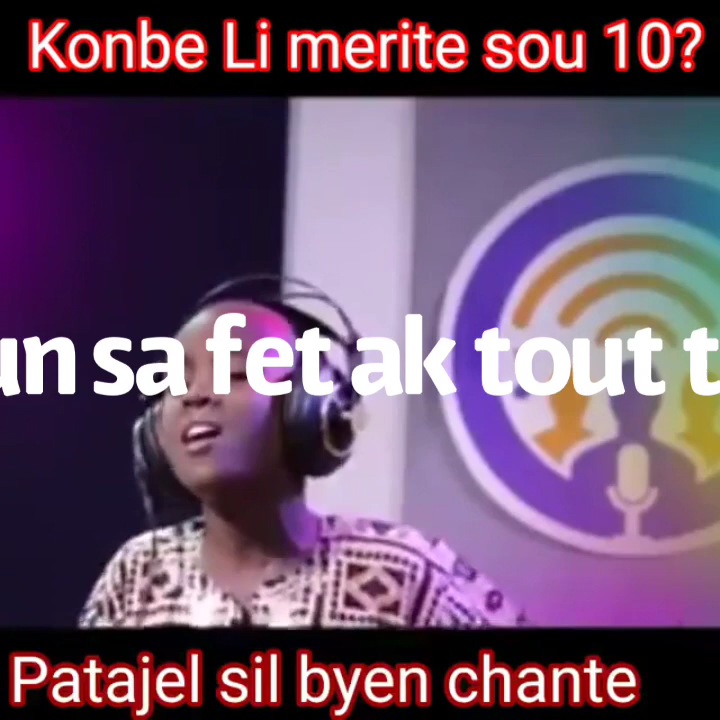 Konbe Li merite sou 10?
sa fet ak tout
Patajel sil byen chante